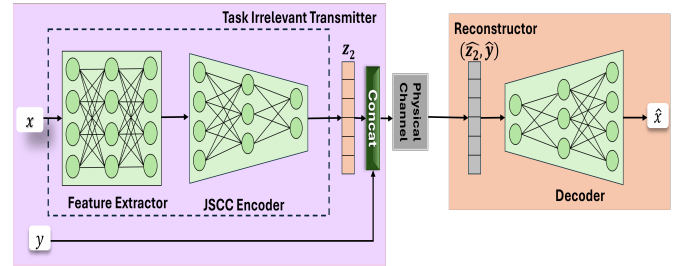 Task Irrelevant Transmitter
x
Feature Extractor
JSCC Encoder
z₂
Concat
y
Physical
Channel
Reconstructor
(ẑ₂, ŷ)
Decoder
x̂